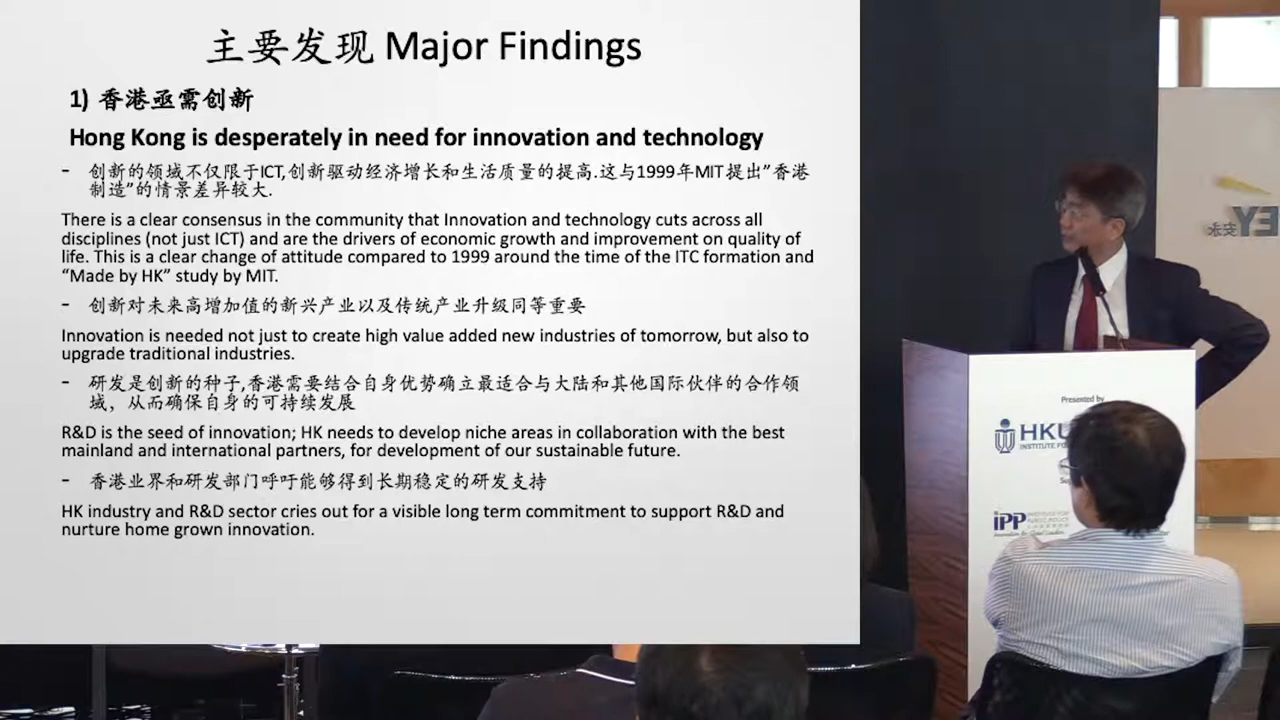 主要发现 Major Findings
1) 香港亟需创新
Hong Kong is desperately in need for innovation and technology
- 创新的领域不仅限于ICT,创新驱动经济增长和生活质量的提高.这与1999年MIT提出"香港
制造"的情景差异较大.
There is a clear consensus in the community that Innovation and technology cuts across all
disciplines (not just ICT) and are the drivers of economic growth and improvement on quality of
life. This is a clear change of attitude compared to 1999 around the time of the ITC formation and
“Made by HK” study by MIT.
- 创新对未来高增加值的新兴产业以及传统产业升级同等重要
Innovation is needed not just to create high value added new industries of tomorrow, but also to
upgrade traditional industries.
- 研发是创新的种子,香港需要结合自身优势确立最适合与大陆和其他国际伙伴的合作领
域，从而确保自身的可持续发展
R&D is the seed of innovation; HK needs to develop niche areas in collaboration with the best
mainland and international partners, for development of our sustainable future.
- 香港业界和研发部门呼吁能够得到长期稳定的研发支持
HK industry and R&D sector cries out for a visible long term commitment to support R&D and
nurture home grown innovation.
EY
安永
Presented by
HKU
INSTITUTE FO
iPP INSTITUTE FOR
PUBLIC POLICY